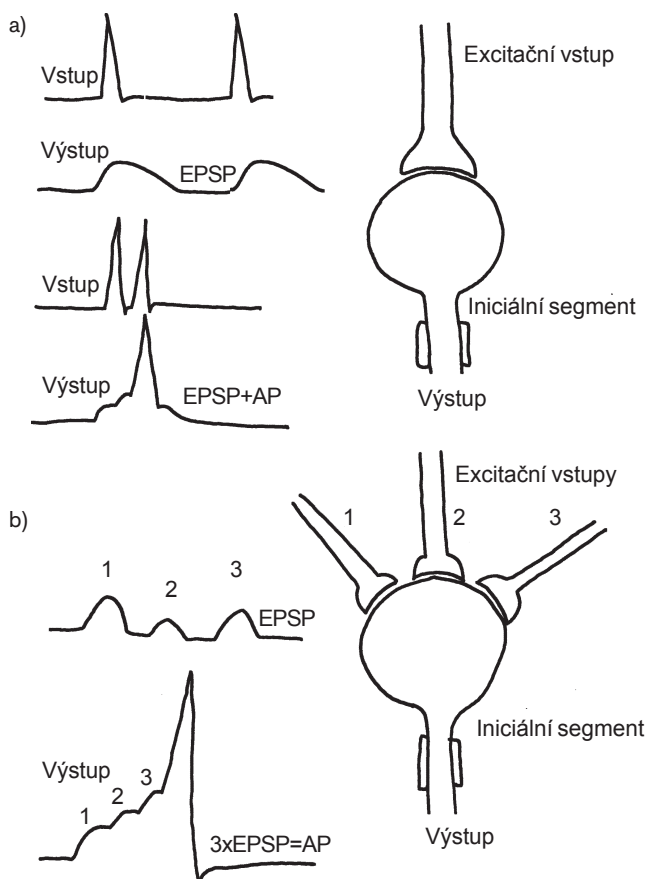 a)
Vstup
Výstup
EPSP
Vstup
Výstup
EPSP+AP
Excitační vstup
Iniciální segment
Výstup
b)
1
2
3
EPSP
Výstup
1
2
3
3xEPSP=AP
Excitační vstupy
1
2
3
Iniciální segment
Výstup